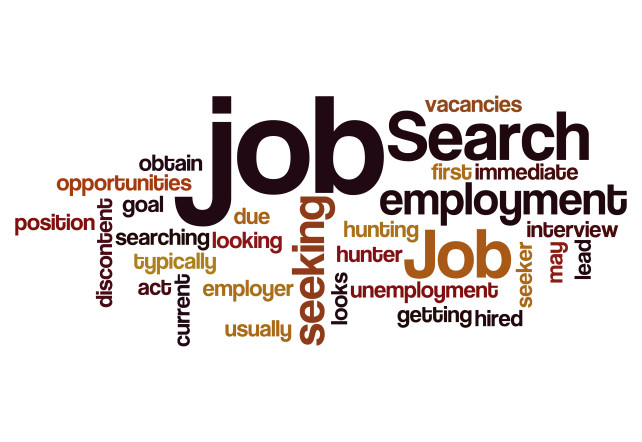 job
Search
vacancies
first
immediate
employment
obtain
opportunities
goal
position
discontent
searching
looking
due
typically
act
current
employer
usually
seeking
looks
hunting
hunter
Job
unemployment
getting
hired
interview
seeker
may
lead